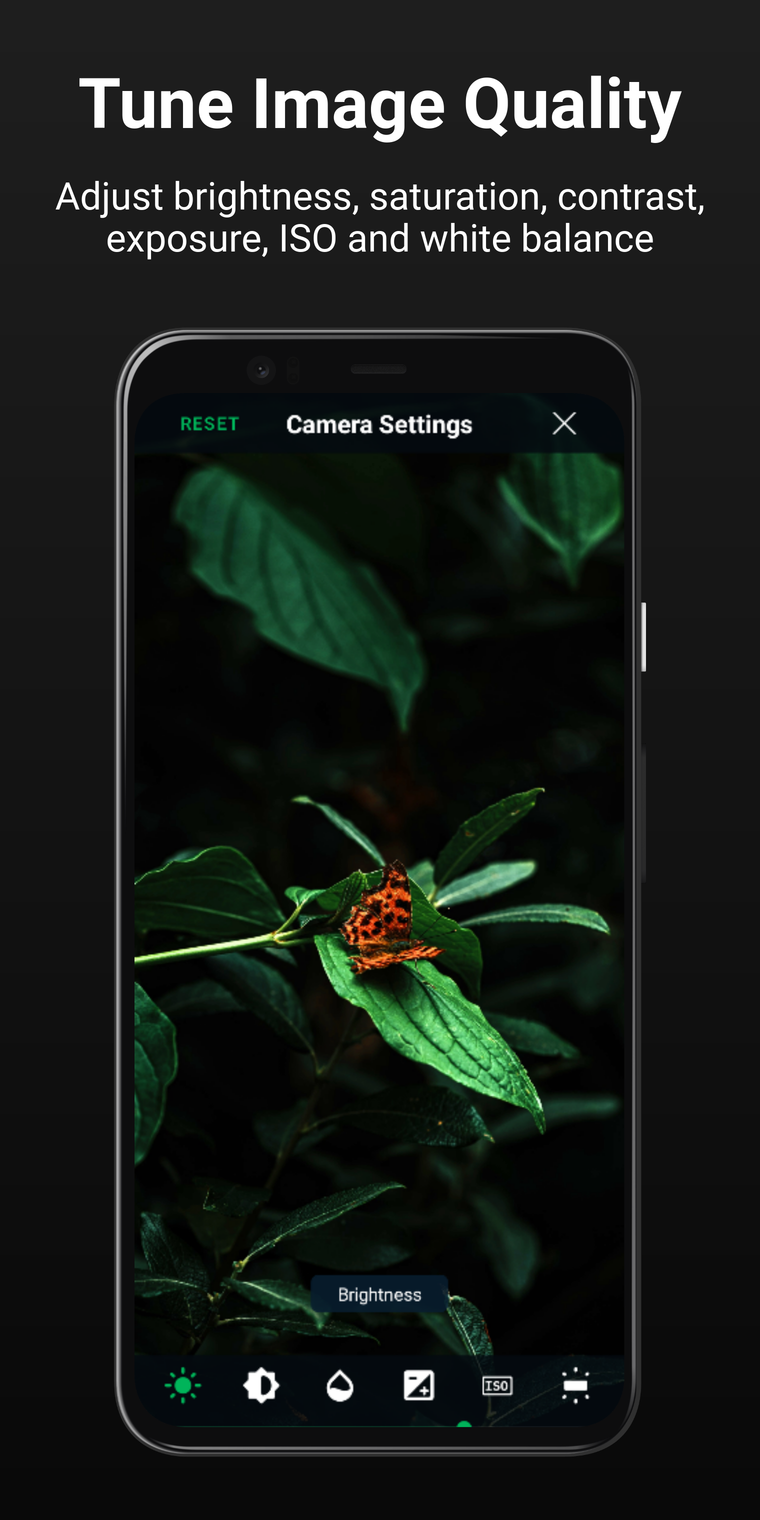 Tune Image Quality
Adjust brightness, saturation, contrast,
exposure, ISO and white balance
RESET Camera Settings
Brightness
ISO